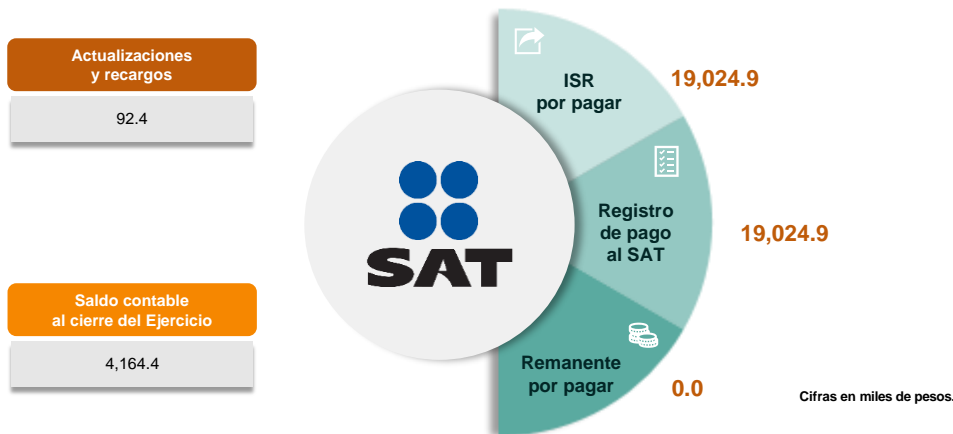 Actualizaciones
y recargos
92.4
Saldo contable
al cierre del Ejercicio
4,164.4
SAT
ISR
por pagar
19,024.9
Registro
de pago
al SAT
19,024.9
Remanente
por pagar
0.0
Cifras en miles de pesos.